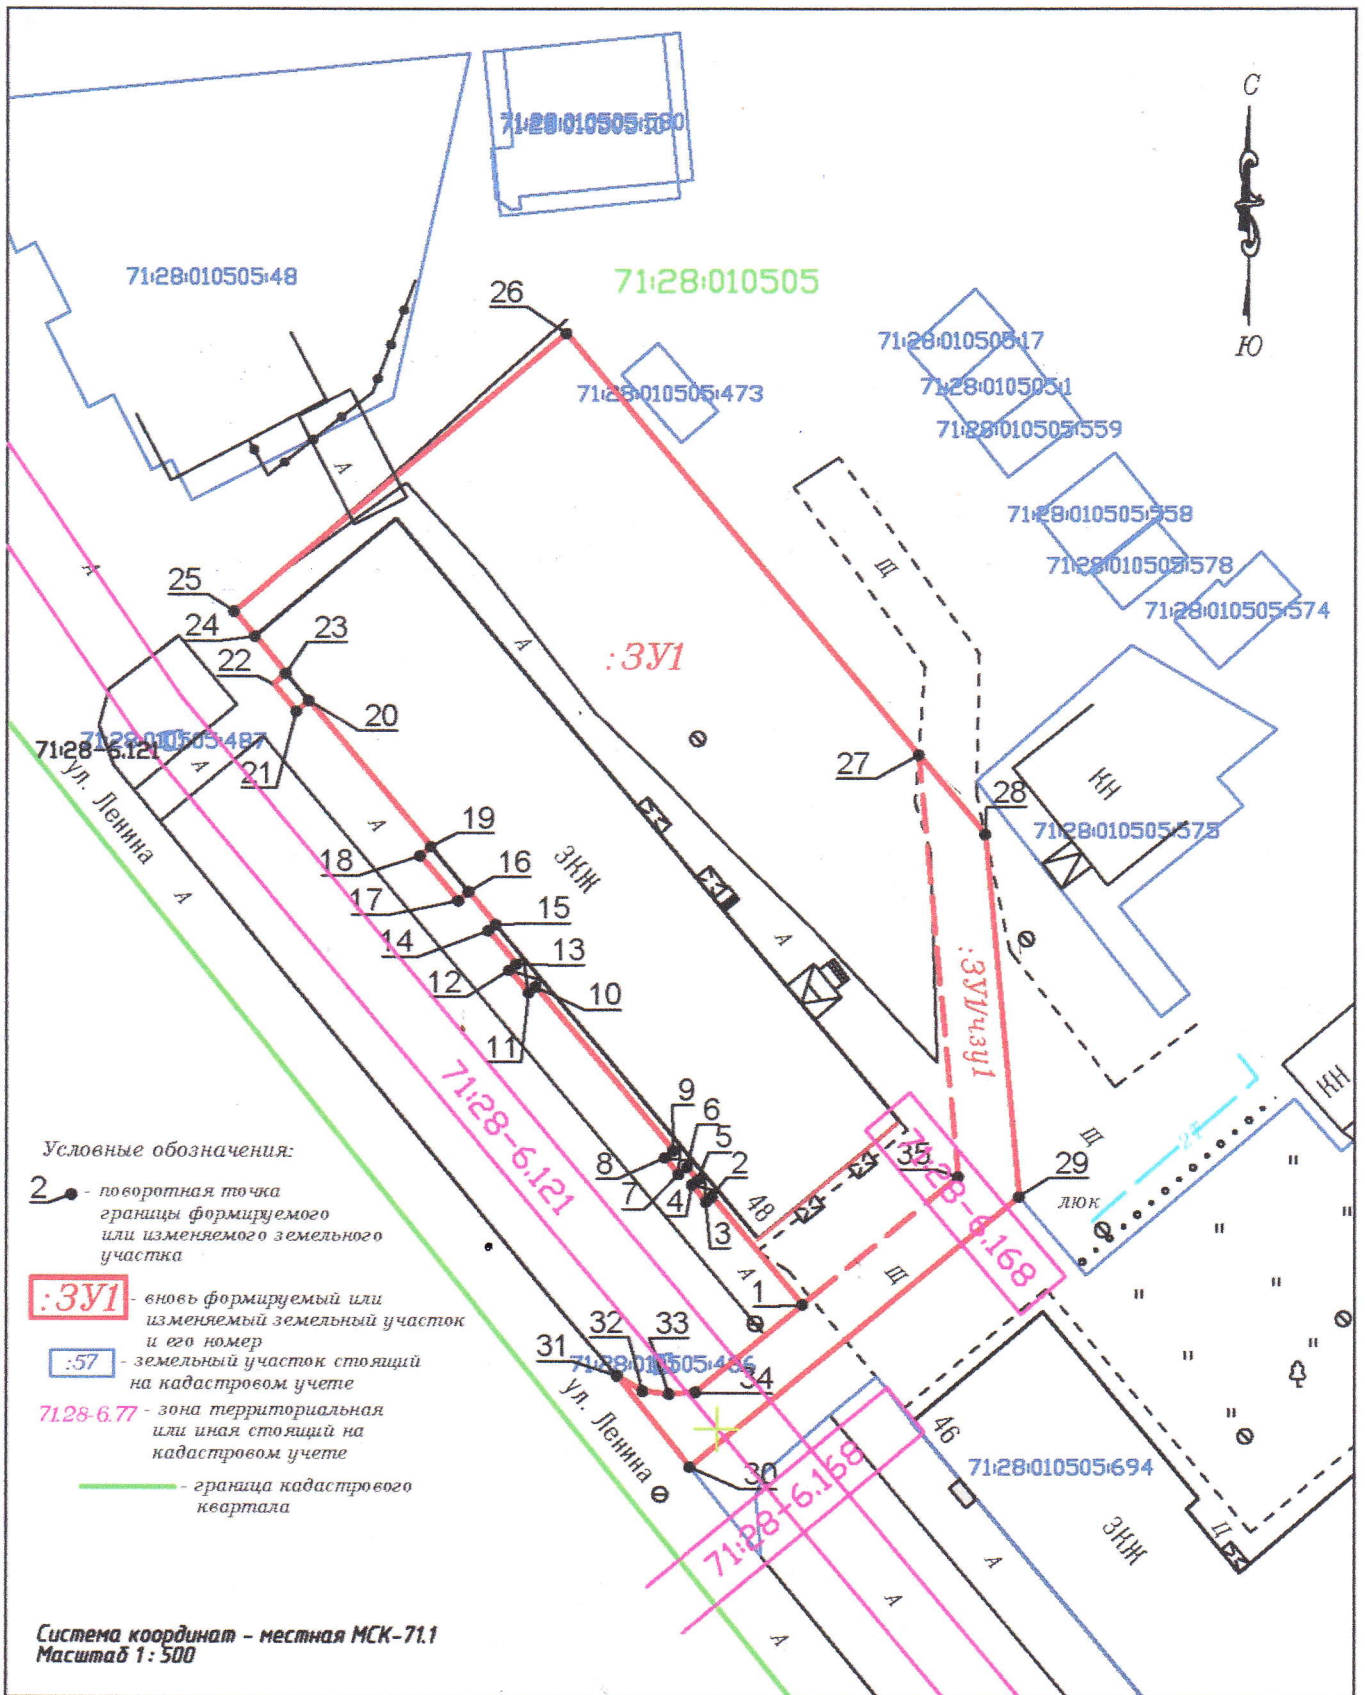 С
Ю
71:28:010505:48
71:28:010505
26
71:28:010505:17
71:28:010505:1
71:28:010505:473
71:28:010505:559
А
71:28:010505:558
71:28:010505:578
71:28:010505:574
Щ
А
25
24
23
22
А
:ЗУ1
20
21
71:28:010505:487
71:28-6.121
А
ул. Ленина
А
27
28
КН
71:28:010505:575
А
19
18
16
17
ЗКЖ
15
14
13
12
10
11
А
:ЗУ1/чзу1
71:28-6.121
9
6
5
8
2
7
4
3
48
71:28-6.168
35
29
Щ
КН
люк
Щ
А
1
31
32
33
34
ул. Ленина
30
46
71:28:010505:694
71:28-6.168
ЗКЖ
Ц
А
А
А
Условные обозначения:
2 - поворотная точка
границы формируемого
или изменяемого земельного
участка
:ЗУ1 - вновь формируемый или
изменяемый земельный участок
и его номер
:57 - земельный участок стоящий
на кадастровом учете
71.28-6.77 - зона территориальная
или иная стоящий на
кадастровом учете
- граница кадастрового
квартала
Система координат - местная МСК-71.1
Масштаб 1: 500